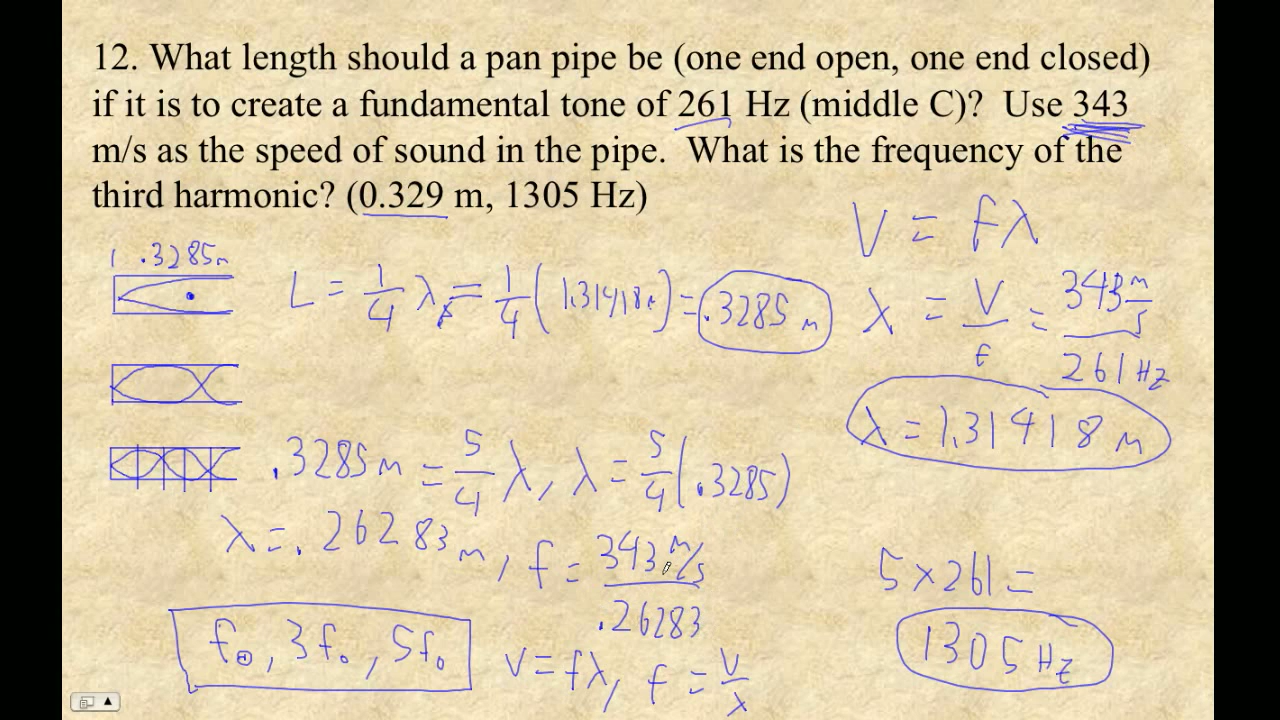 12. What length should a pan pipe be (one end open, one end closed)
if it is to create a fundamental tone of 261 Hz (middle C)? Use 343
m/s as the speed of sound in the pipe. What is the frequency of the
third harmonic? (0.329 m, 1305 Hz)
V = fλ
.3285m
L = 1/4 λ = 1/4 (1.31418m) = .3285 m
λ = V/f = 343 m/s / 261 Hz
λ = 1.31418 m
.3285m = 5/4 λ, λ = 5/4 (.3285)
λ = .26283 m, f = 343 m/s / .26283
5 × 261 =
1305 Hz
f₀, 3f₀, 5f₀
V = fλ, f = V/λ